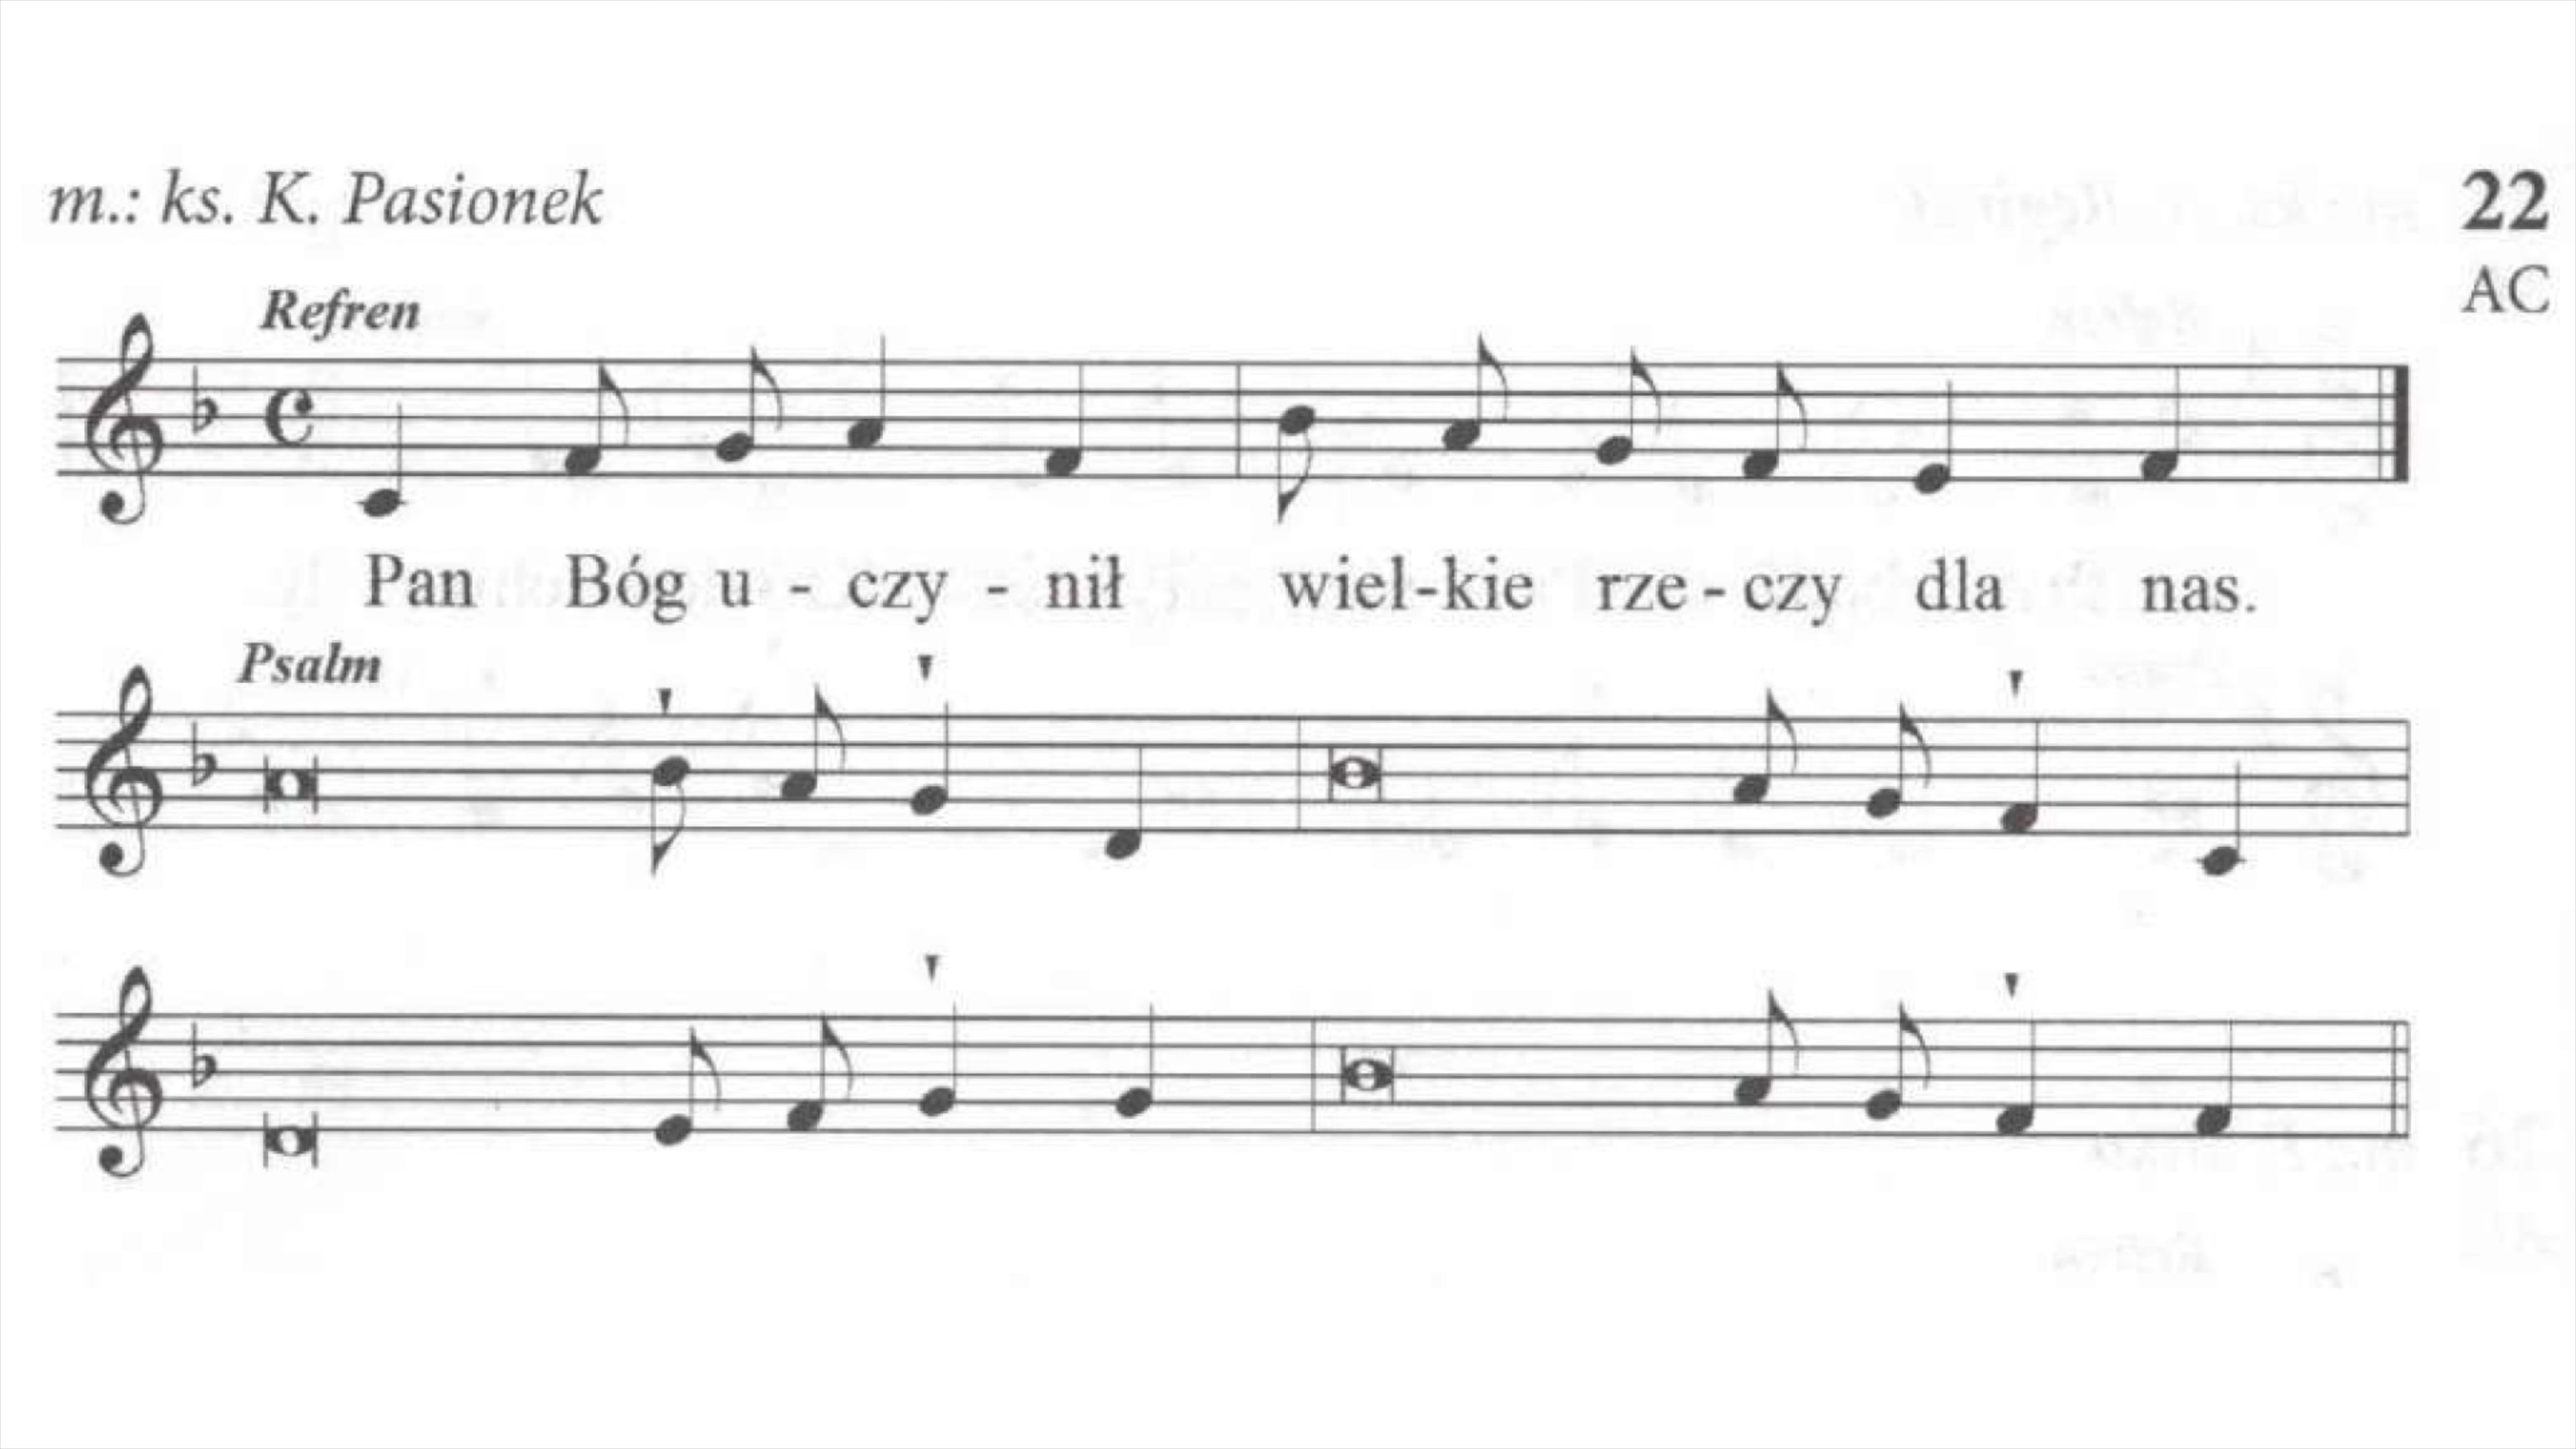 m.: ks. K. Pasionek 22
AC
Refren
Pan Bóg u - czy - nił wiel-kie rze - czy dla nas.
Psalm